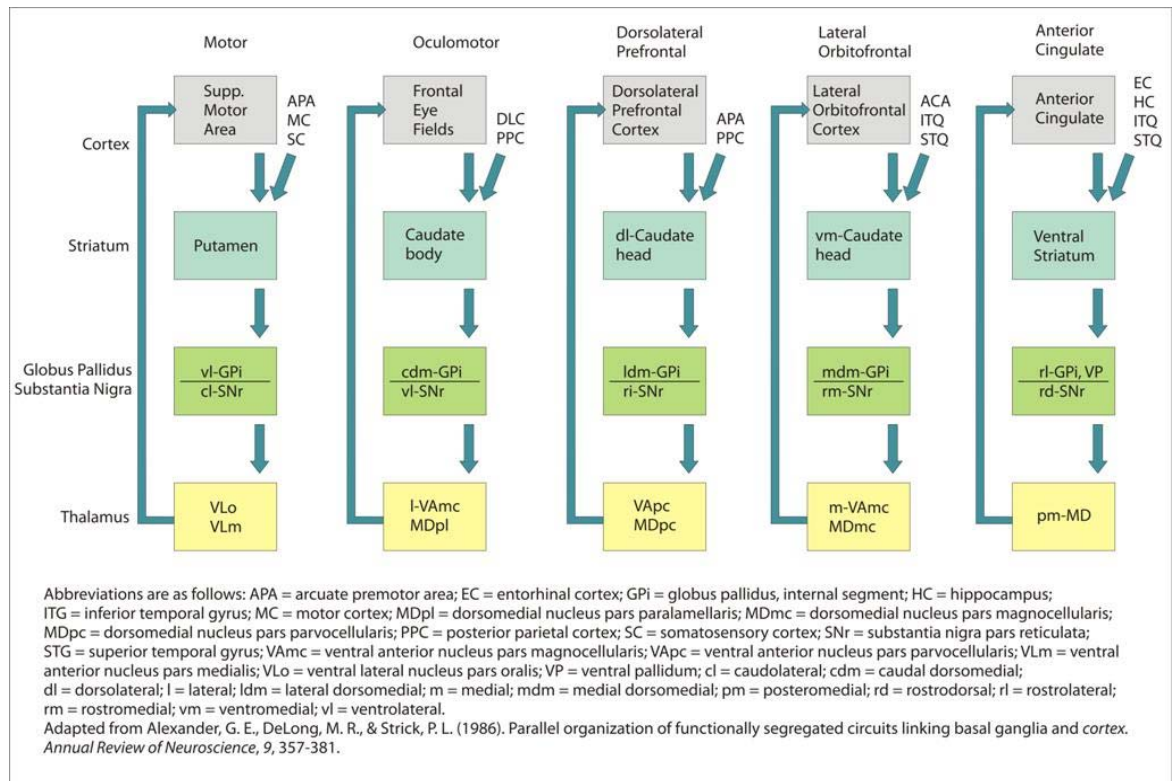 Motor
Oculomotor
Dorsolateral
Prefrontal
Lateral
Orbitofrontal
Anterior
Cingulate
Cortex
Supp.
Motor
Area
APA
MC
SC
Frontal
Eye
Fields
DLC
PPC
Dorsolateral
Prefrontal
Cortex
APA
PPC
Lateral
Orbitofrontal
Cortex
ACA
ITQ
STQ
Anterior
Cingulate
EC
HC
ITQ
STQ
Striatum
Putamen
Caudate
body
dl-Caudate
head
vm-Caudate
head
Ventral
Striatum
Globus Pallidus
Substantia Nigra
vl-GPi
cl-SNr
cdm-GPi
vl-SNr
ldm-GPi
ri-SNr
mdm-GPi
rm-SNr
rl-GPi, VP
rd-SNr
Thalamus
VLo
VLm
l-VAmc
MDpl
VApc
MDpc
m-VAmc
MDmc
pm-MD
Abbreviations are as follows: APA = arcuate premotor area; EC = entorhinal cortex; GPi = globus pallidus, internal segment; HC = hippocampus;
ITG = inferior temporal gyrus; MC = motor cortex; MDpl = dorsomedial nucleus pars paralamellaris; MDmc = dorsomedial nucleus pars magnocellularis;
MDpc = dorsomedial nucleus pars parvocellularis; PPC = posterior parietal cortex; SC = somatosensory cortex; SNr = substantia nigra pars reticulata;
STG = superior temporal gyrus; VAmc = ventral anterior nucleus pars magnocellularis; VApc = ventral anterior nucleus pars parvocellularis; VLm = ventral
anterior nucleus pars medialis; VLo = ventral lateral nucleus pars oralis; VP = ventral pallidum; cl = caudolateral; cdm = caudal dorsomedial;
dl = dorsolateral; l = lateral; ldm = lateral dorsomedial; m = medial; mdm = medial dorsomedial; pm = posteromedial; rd = rostrodorsal; rl = rostrolateral;
rm = rostromedial; vm = ventromedial; vl = ventrolateral.
Adapted from Alexander, G. E., DeLong, M. R., & Strick, P. L. (1986). Parallel organization of functionally segregated circuits linking basal ganglia and cortex.
Annual Review of Neuroscience, 9, 357-381.